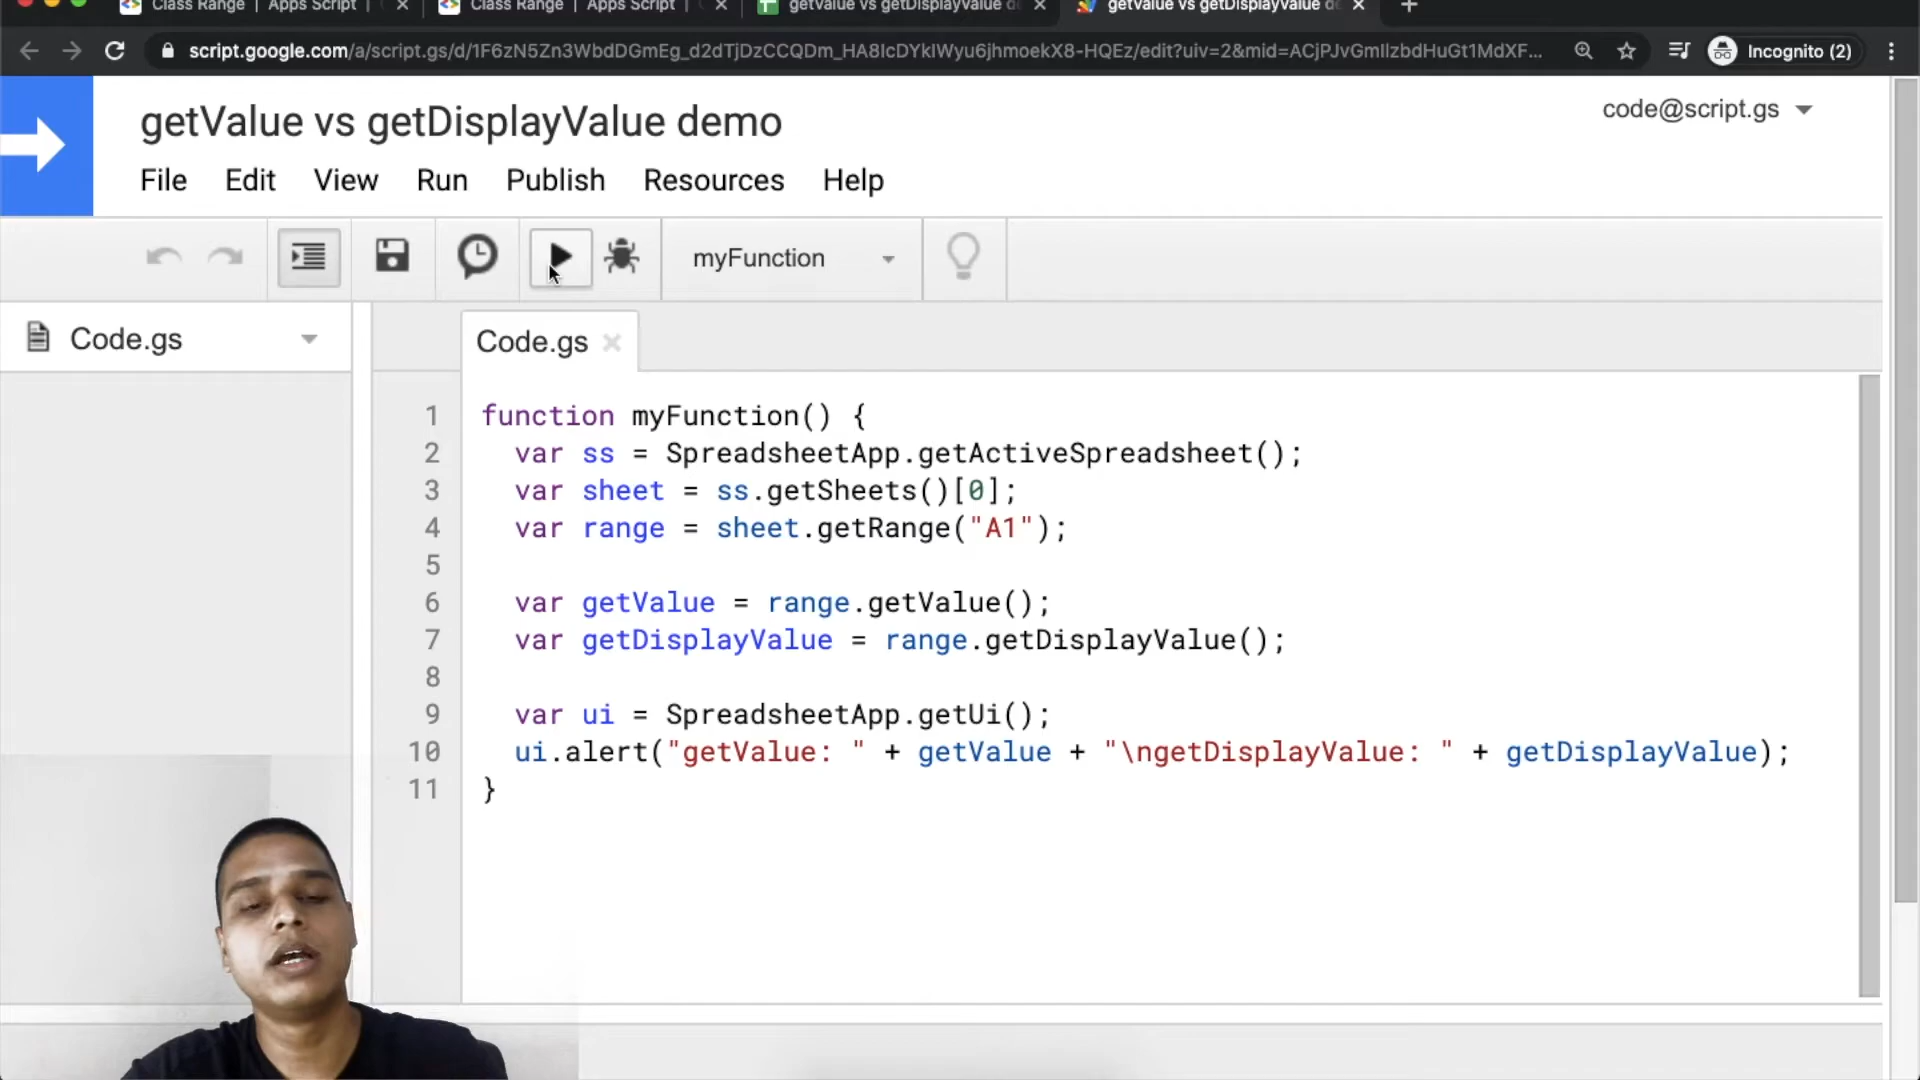 Class Range | Apps Script |
Class Range | Apps Script |
getValue vs getDisplayValue d
getValue vs getDisplayValue de
script.google.com/a/script.gs/d/1F6zN5Zn3WbdDGmEg_d2dTjDzCCQDm_HA8IcDYkIWyu6jhmoekX8-HQEz/edit?uiv=2&mid=ACjPJvGmIlzbdHuGt1MdXF...
Incognito (2)
getValue vs getDisplayValue demo
code@script.gs
File Edit View Run Publish Resources Help
myFunction
Code.gs
Code.gs
1 function myFunction() {
2 var ss = SpreadsheetApp.getActiveSpreadsheet();
3 var sheet = ss.getSheets()[0];
4 var range = sheet.getRange("A1");
5
6 var getValue = range.getValue();
7 var getDisplayValue = range.getDisplayValue();
8
9 var ui = SpreadsheetApp.getUi();
10 ui.alert("getValue: " + getValue + "\ngetDisplayValue: " + getDisplayValue);
11 }